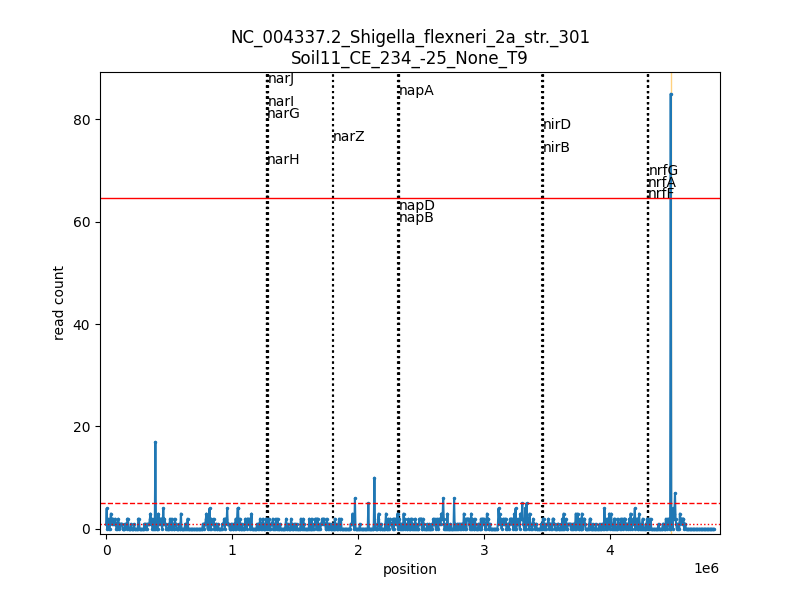 NC_004337.2_Shigella_flexneri_2a_str._301
Soil11_CE_234_-25_None_T9
narJ
narI
narG
narH
narZ
napA
napD
napB
nirD
nirB
nrfG
nrfA
nrfF
read count
80
60
40
20
0
0
1
2
3
4
1e6
position